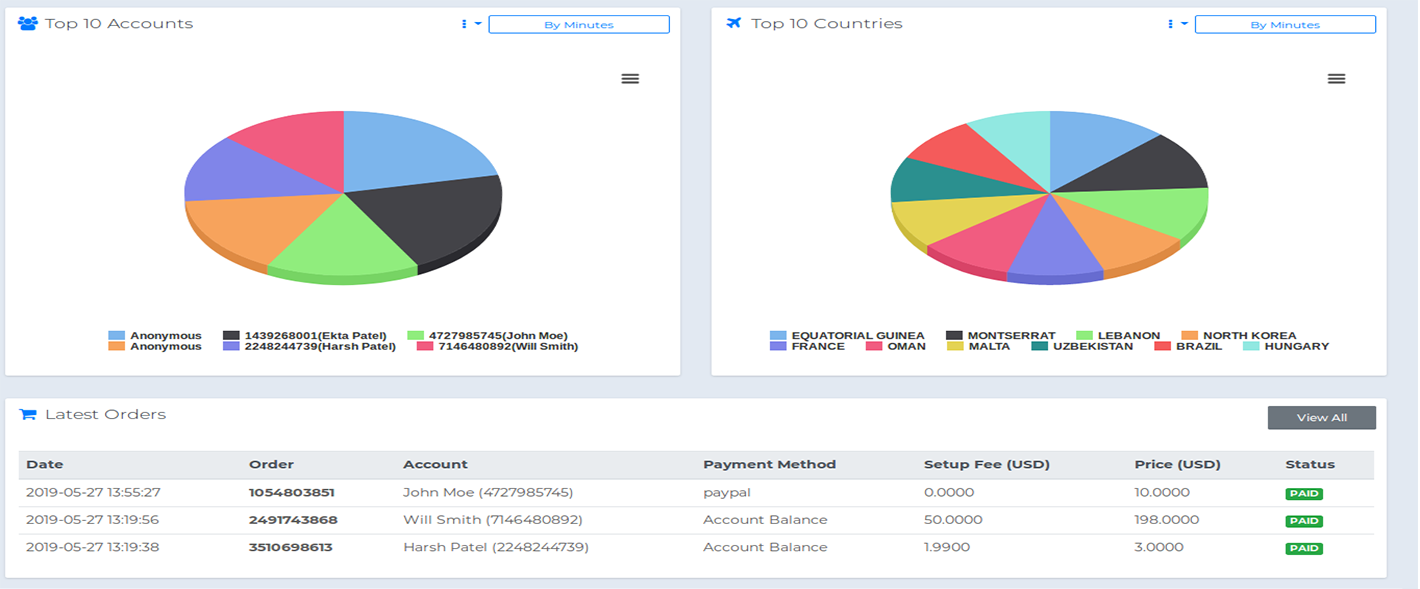 Top 10 Accounts
By Minutes
Anonymous 1439268001(Ekta Patel) 4727985745(John Moe)
Anonymous 2248244739(Harsh Patel) 7146480892(Will Smith)
Top 10 Countries
By Minutes
EQUATORIAL GUINEA MONTSERRAT LEBANON NORTH KOREA
FRANCE OMAN MALTA UZBEKISTAN BRAZIL HUNGARY
Latest Orders
View All
Date Order Account Payment Method Setup Fee (USD) Price (USD) Status
2019-05-27 13:55:27 1054803851 John Moe (4727985745) paypal 0.0000 10.0000 PAID
2019-05-27 13:19:56 2491743868 Will Smith (7146480892) Account Balance 50.0000 198.0000 PAID
2019-05-27 13:19:38 3510698613 Harsh Patel (2248244739) Account Balance 1.9900 3.0000 PAID